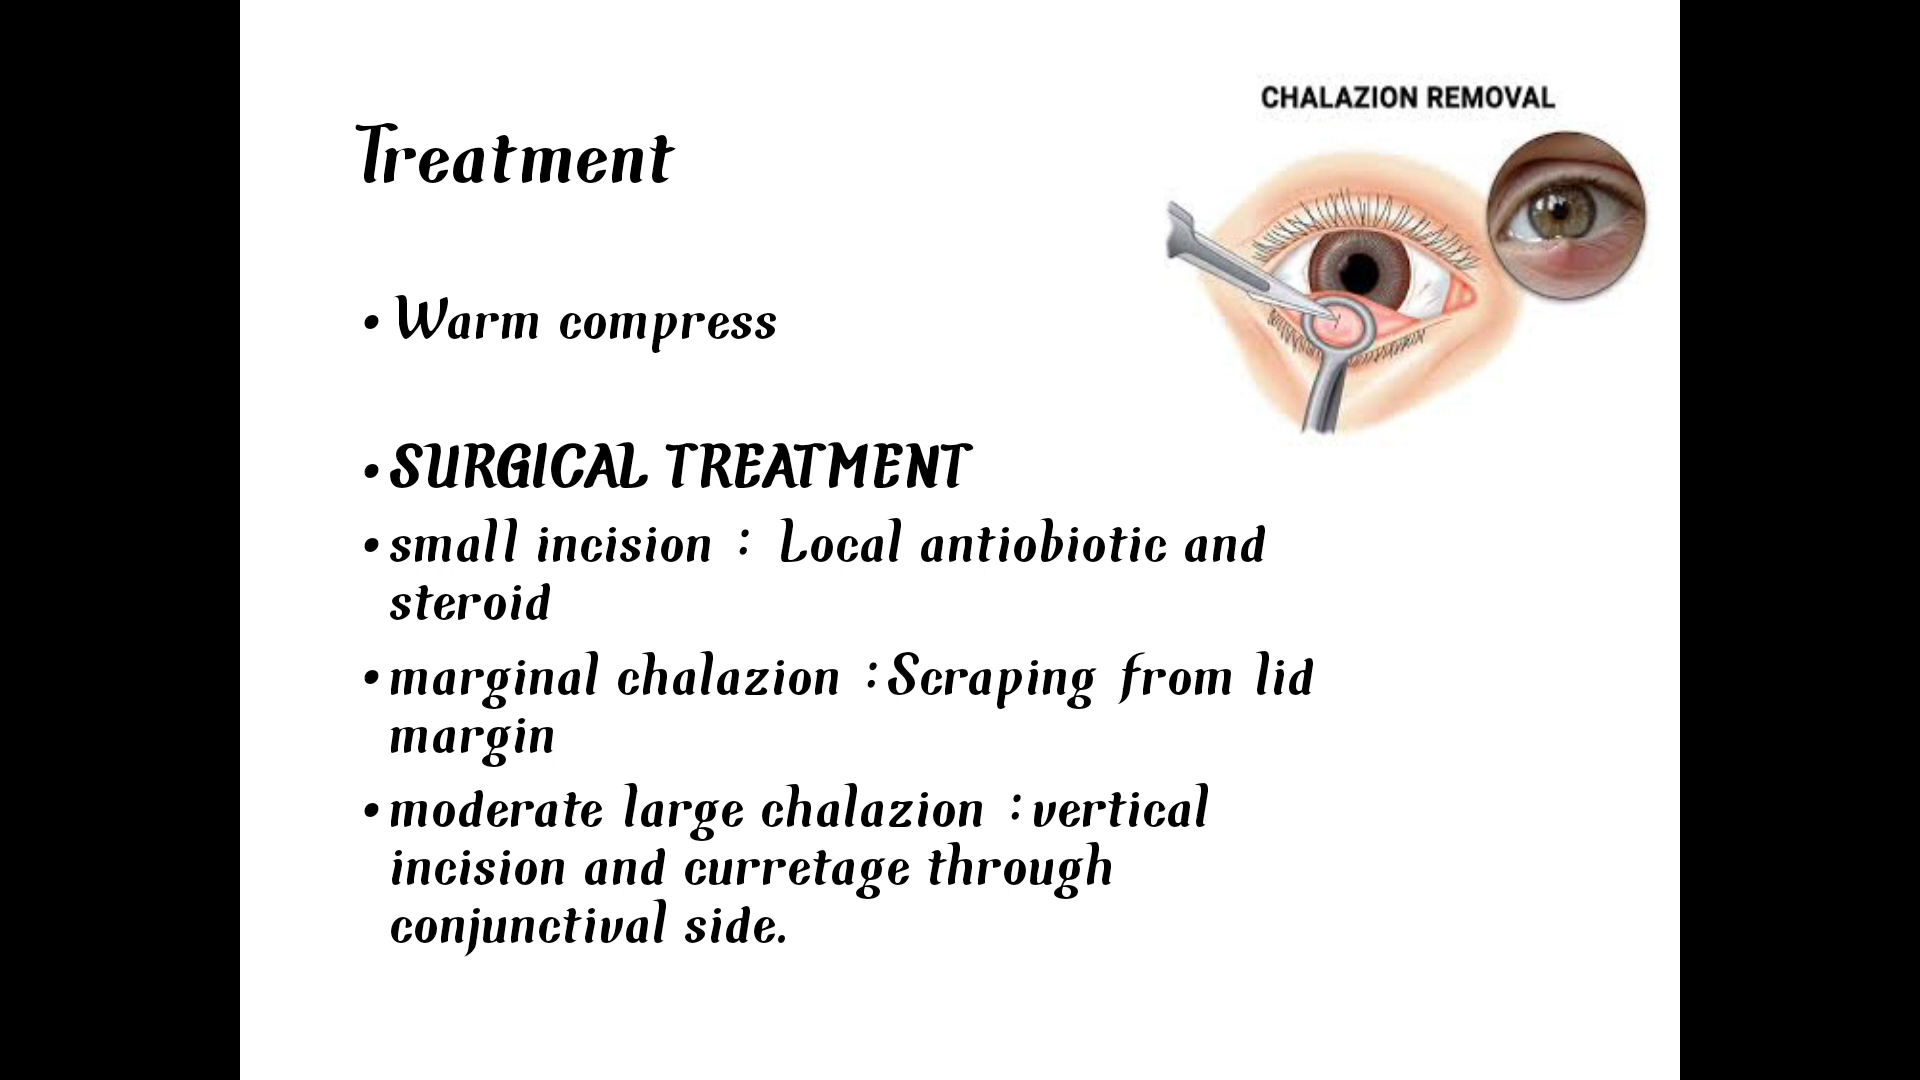 CHALAZION REMOVAL
Treatment
• Warm compress
• SURGICAL TREATMENT
• small incision : Local antiobiotic and
steroid
• marginal chalazion :Scraping from lid
margin
• moderate large chalazion :vertical
incision and curretage through
conjunctival side.